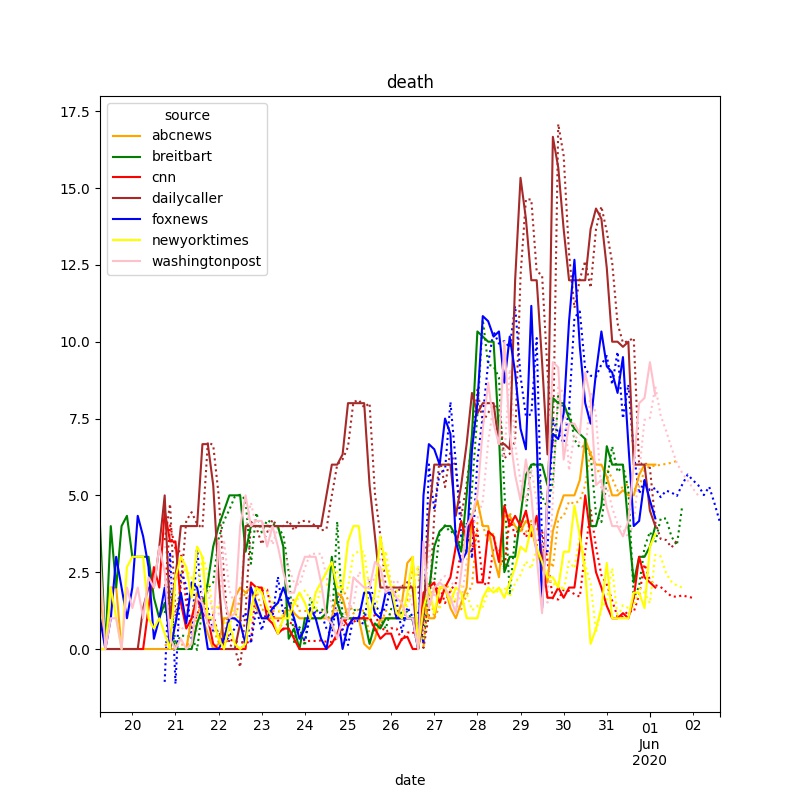 death
17.5
15.0
12.5
10.0
7.5
5.0
2.5
0.0
source
abcnews
breitbart
cnn
dailycaller
foxnews
newyorktimes
washingtonpost
20 21 22 23 24 25 26 27 28 29 30 31 01 02
Jun
2020
date